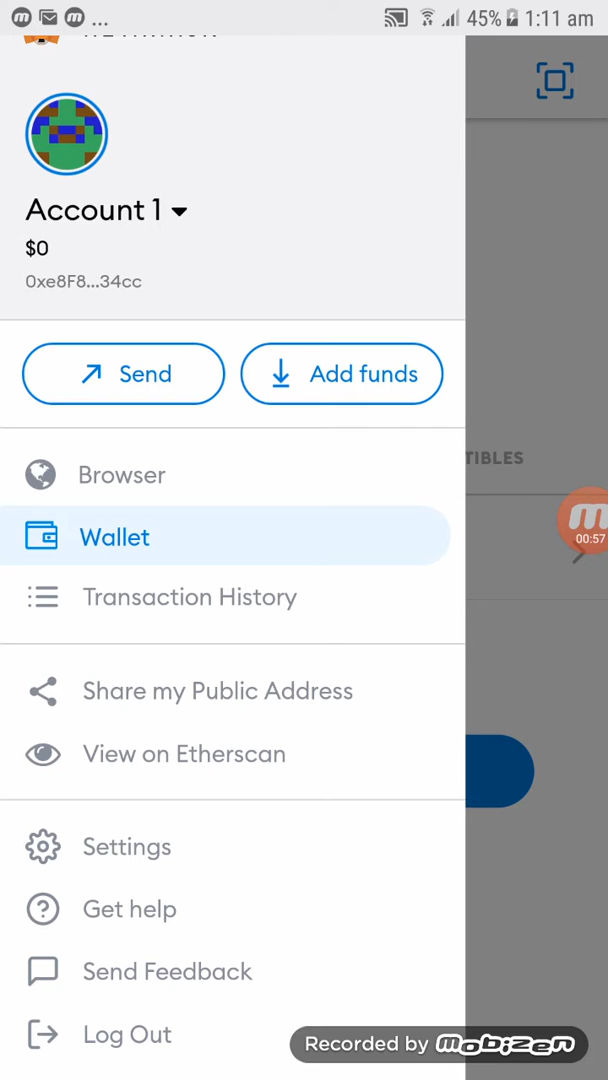 ... 45% 1:11 am
Account 1
$0
0xe8F8...34cc
Send
Add funds
Browser
TIBLES
Wallet
00:57
Transaction History
Share my Public Address
View on Etherscan
Settings
Get help
Send Feedback
Log Out
Recorded by mobizen